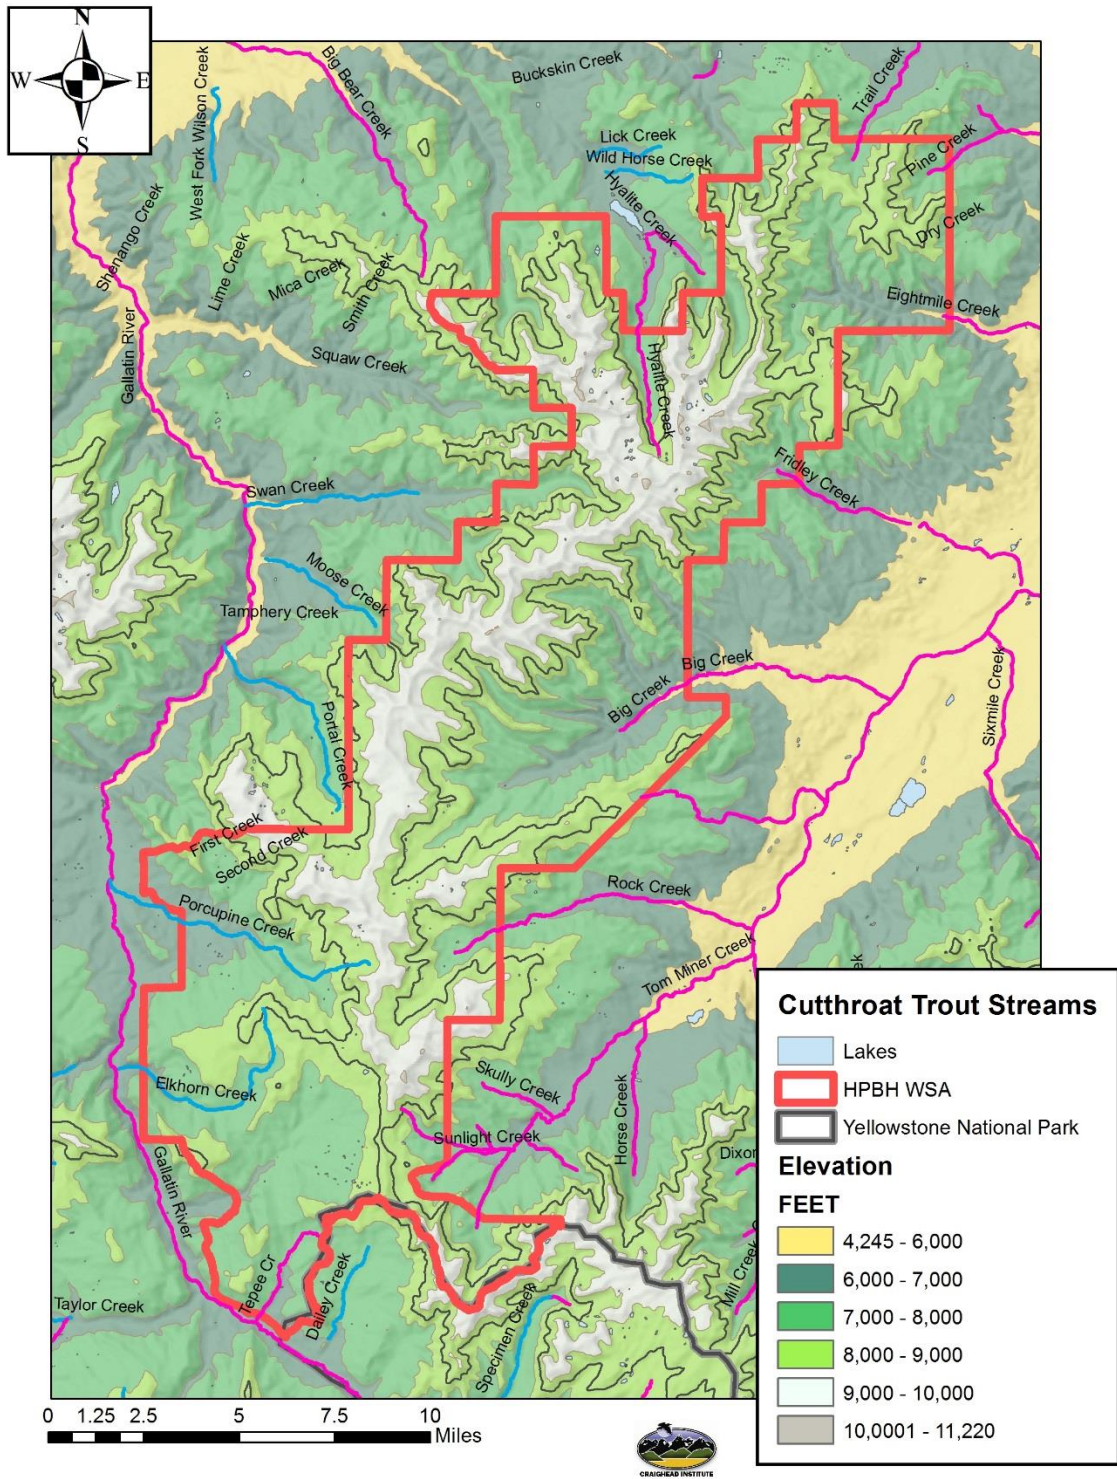 N
W E
S
West Fork Wilson Creek
Big Bear Creek
Buckskin Creek
Trail Creek
Lick Creek
Wild Horse Creek
Pine Creek
Hyalite Creek
Shenango Creek
Lime Creek
Mica Creek
Smith Creek
Dry Creek
Eightmile Creek
Gallatin River
Squaw Creek
Hyalite Creek
Fridley Creek
Swan Creek
Moose Creek
Tamphery Creek
Big Creek
Big Creek
Sixmile Creek
Portal Creek
First Creek
Second Creek
Rock Creek
Porcupine Creek
Tom Miner Creek
Skully Creek
Elkhorn Creek
Sunlight Creek
Horse Creek
Gallatin River
Dixon
Tepee Cr
Dailey Creek
Mill Creek
Taylor Creek
Specimen Creek
Cutthroat Trout Streams
Lakes
HPBH WSA
Yellowstone National Park
Elevation
FEET
4,245 - 6,000
6,000 - 7,000
7,000 - 8,000
8,000 - 9,000
9,000 - 10,000
10,0001 - 11,220
0 1.25 2.5 5 7.5 10
Miles
CRAIGHEAD INSTITUTE